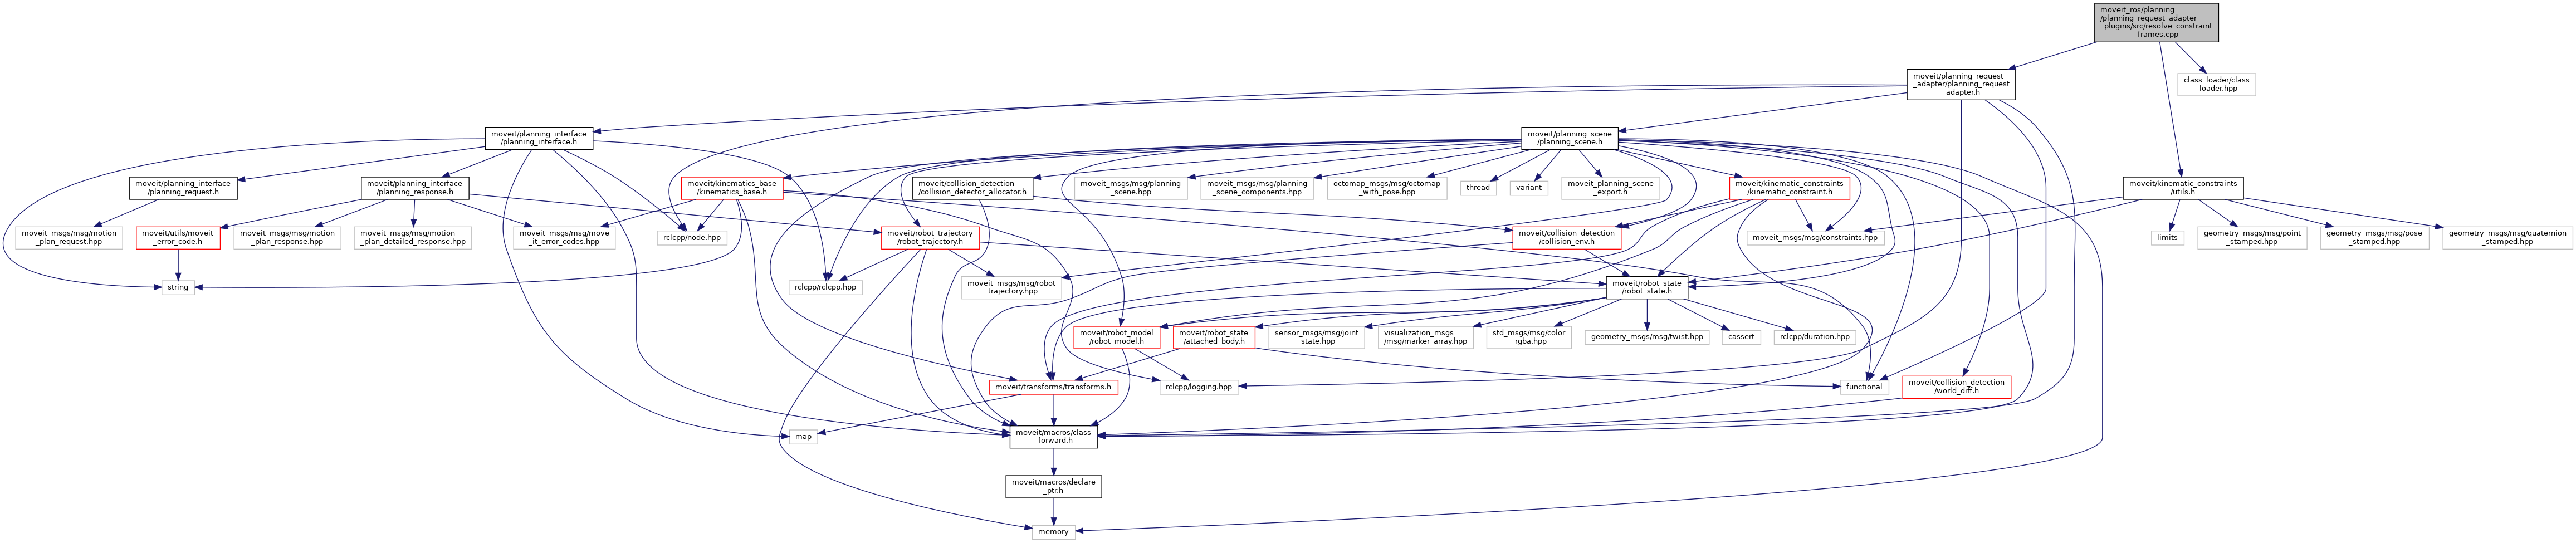 moveit_ros/planning
/planning_request_adapter
_plugins/src/resolve_constraint
_frames.cpp
moveit/planning_request
_adapter/planning_request
_adapter.h
class_loader/class
_loader.hpp
moveit/planning_interface
/planning_interface.h
moveit/planning_scene
/planning_scene.h
moveit/planning_interface
/planning_request.h
moveit/planning_interface
/planning_response.h
moveit/kinematics_base
/kinematics_base.h
moveit/collision_detection
/collision_detector_allocator.h
moveit_msgs/msg/planning
_scene.hpp
moveit_msgs/msg/planning
_scene_components.hpp
octomap_msgs/msg/octomap
_with_pose.hpp
thread
variant
moveit_planning_scene
_export.h
moveit/kinematic_constraints
/kinematic_constraint.h
moveit/kinematic_constraints
/utils.h
moveit_msgs/msg/motion
_plan_request.hpp
moveit/utils/moveit
_error_code.h
moveit_msgs/msg/motion
_plan_response.hpp
moveit_msgs/msg/motion
_plan_detailed_response.hpp
moveit_msgs/msg/move
_it_error_codes.hpp
rclcpp/node.hpp
moveit/robot_trajectory
/robot_trajectory.h
moveit/collision_detection
/collision_env.h
moveit_msgs/msg/constraints.hpp
limits
geometry_msgs/msg/point
_stamped.hpp
geometry_msgs/msg/pose
_stamped.hpp
geometry_msgs/msg/quaternion
_stamped.hpp
string
rclcpp/rclcpp.hpp
moveit_msgs/msg/robot
_trajectory.hpp
moveit/robot_state
/robot_state.h
moveit/robot_model
/robot_model.h
moveit/robot_state
/attached_body.h
sensor_msgs/msg/joint
_state.hpp
visualization_msgs
/msg/marker_array.hpp
std_msgs/msg/color
_rgba.hpp
geometry_msgs/msg/twist.hpp
cassert
rclcpp/duration.hpp
moveit/transforms/transforms.h
rclcpp/logging.hpp
functional
moveit/collision_detection
/world_diff.h
map
moveit/macros/class
_forward.h
moveit/macros/declare
_ptr.h
memory